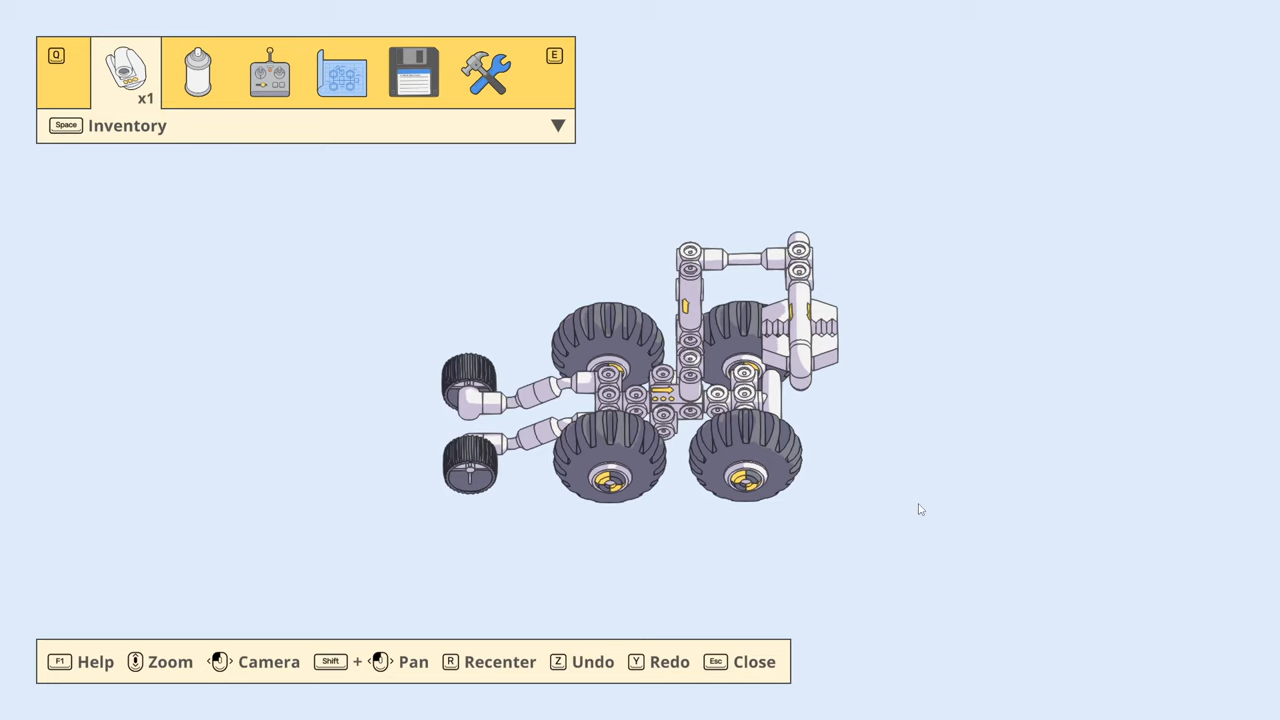 Q
E
x1
Space Inventory
F1 Help Zoom Camera Shift + Pan R Recenter Z Undo Y Redo Esc Close